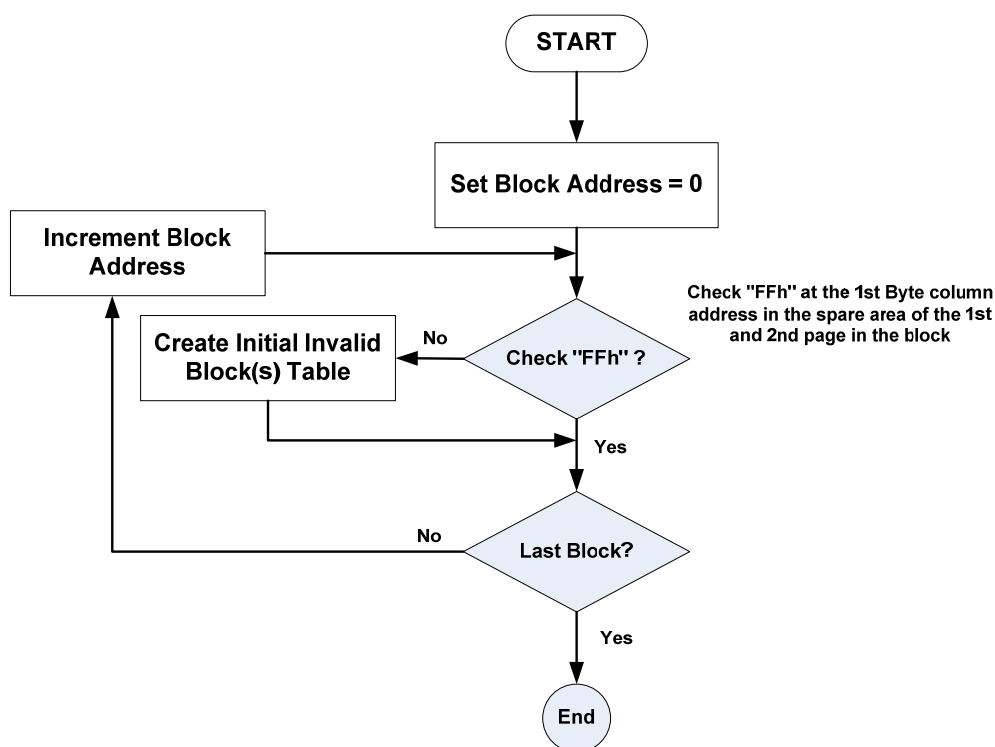 START
Set Block Address = 0
Increment Block
Address
Check "FFh" at the 1st Byte column
address in the spare area of the 1st
and 2nd page in the block
Create Initial Invalid
Block(s) Table
No
Check "FFh" ?
Yes
No
Last Block?
Yes
End